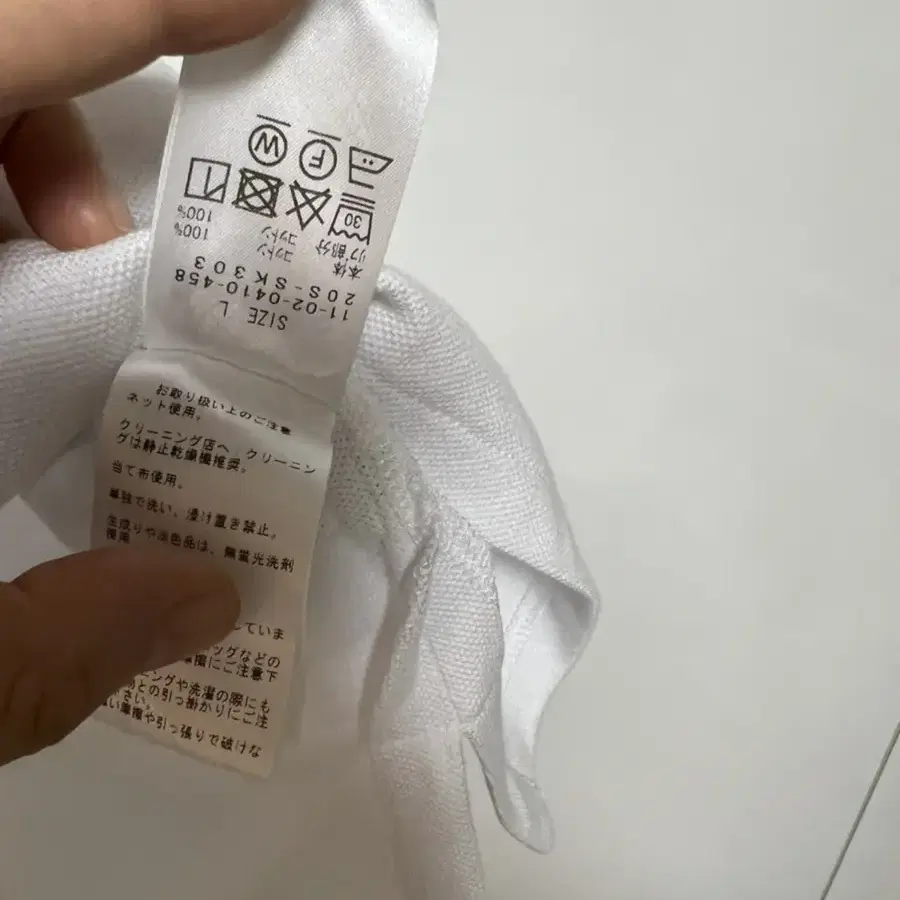 SIZE L
11-02-0410-458
20S-SK303
本体 コットン 100%
リブ部分 コットン 100%
30
F W
お取り扱い上のご注意
ネット使用。
クリーニング店へ クリーニン
グは静止乾燥機推奨。
当て布使用。
単独で洗い、浸け置き禁止。
生成りや淡色品は、無蛍光洗剤
していま
ッグなどの
にご注意下
ングや洗濯の際にも
との引っ掛かりにご注
さい。
い摩擦や引っ張りで破けな